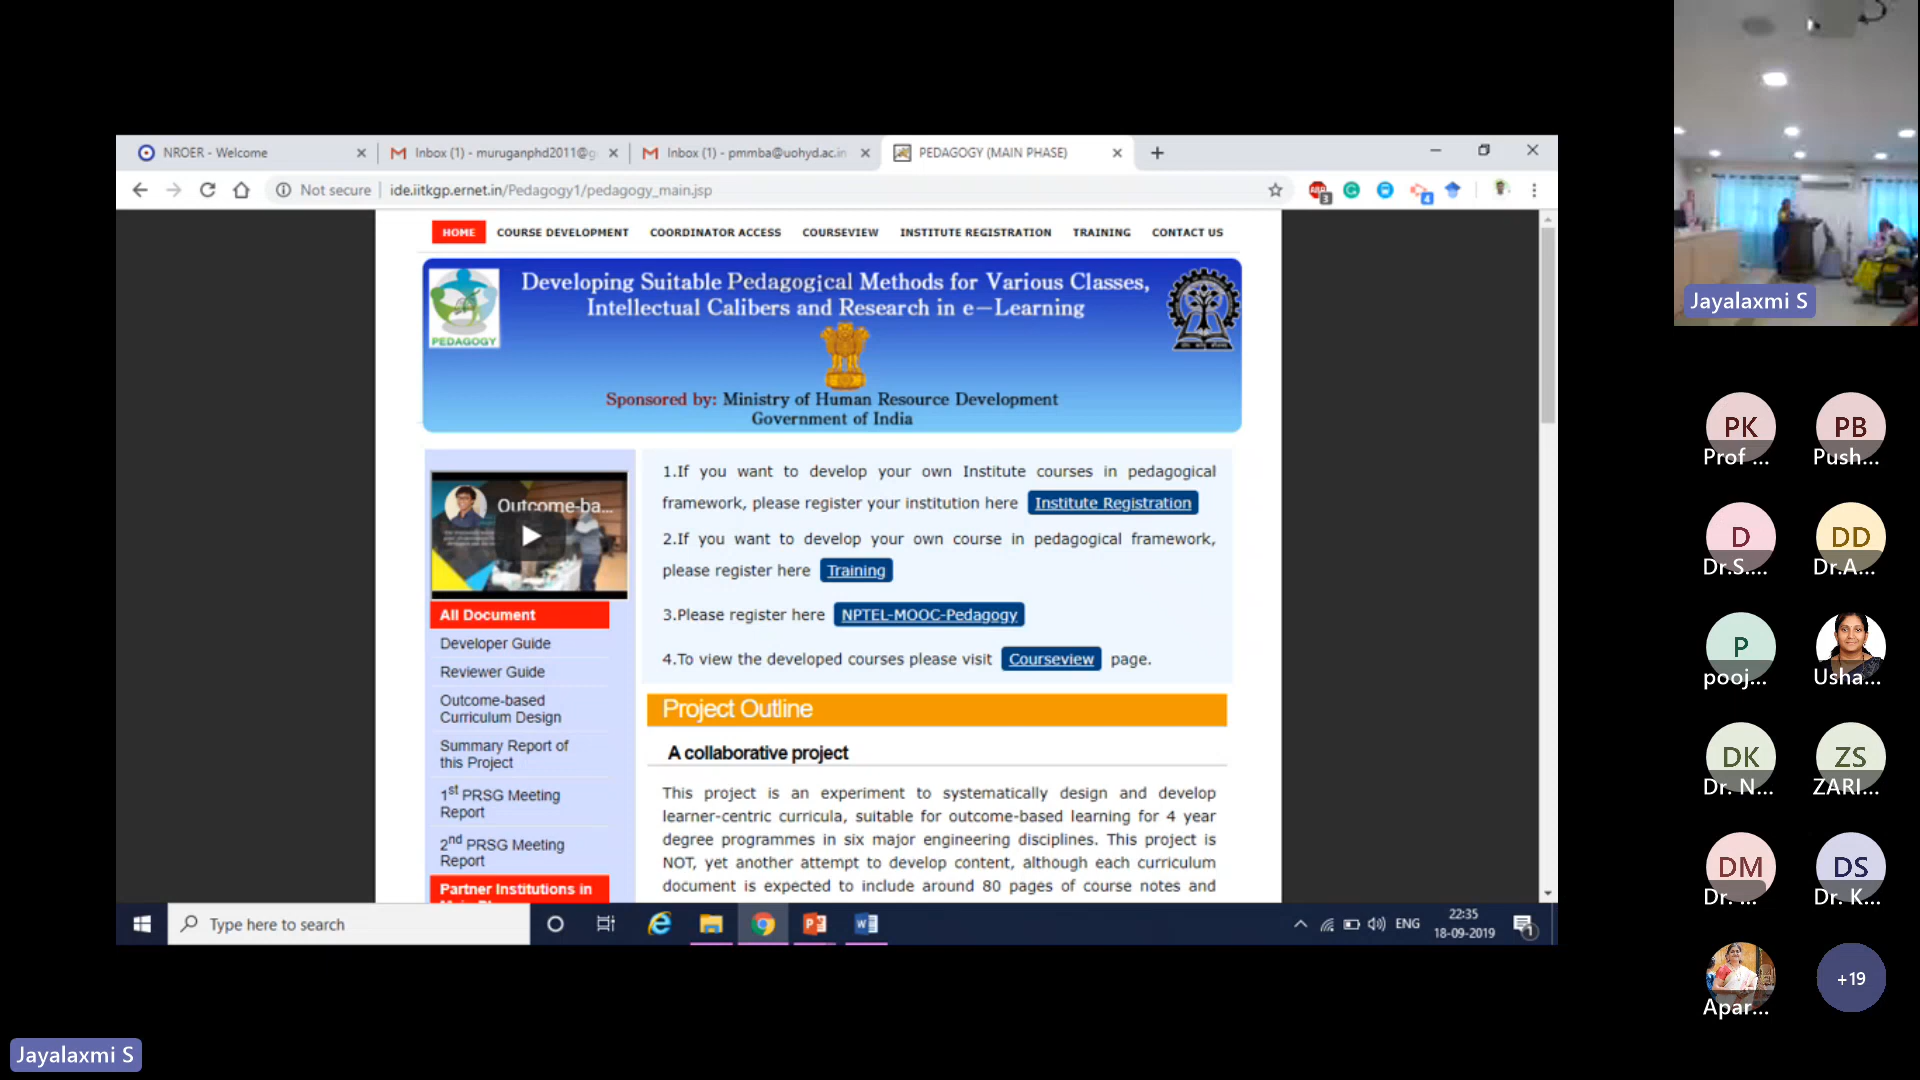 NROER - Welcome
Inbox (1) - muruganphd2011@g
Inbox (1) - pmmba@uohyd.ac.in
PEDAGOGY (MAIN PHASE)
Not secure
ide.iitkgp.ernet.in/Pedagogy1/pedagogy_main.jsp
3
4
HOME
COURSE DEVELOPMENT
COORDINATOR ACCESS
COURSEVIEW
INSTITUTE REGISTRATION
TRAINING
CONTACT US
Developing Suitable Pedagogical Methods for Various Classes,
Intellectual Calibers and Research in e-Learning
PEDAGOGY
Sponsored by: Ministry of Human Resource Development
Government of India
Outcome-ba...
All Document
Developer Guide
Reviewer Guide
Outcome-based
Curriculum Design
Summary Report of
this Project
1st PRSG Meeting
Report
2nd PRSG Meeting
Report
Partner Institutions in
1.If you want to develop your own Institute courses in pedagogical
framework, please register your institution here Institute Registration
2.If you want to develop your own course in pedagogical framework,
please register here Training
3.Please register here NPTEL-MOOC-Pedagogy
4.To view the developed courses please visit Courseview page.
Project Outline
A collaborative project
This project is an experiment to systematically design and develop
learner-centric curricula, suitable for outcome-based learning for 4 year
degree programmes in six major engineering disciplines. This project is
NOT, yet another attempt to develop content, although each curriculum
document is expected to include around 80 pages of course notes and
Type here to search
ENG
22:35
18-09-2019
1
Jayalaxmi S
PK
Prof ...
PB
Push...
D
Dr.S....
DD
Dr.A...
P
pooj...
Usha...
DK
Dr. N...
ZS
ZARI...
DM
Dr. ...
DS
Dr. K...
Apar...
+19
Jayalaxmi S